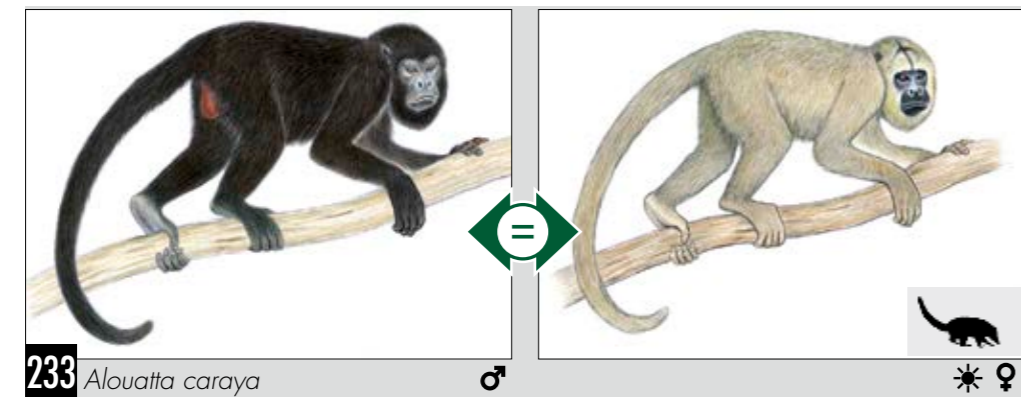 =
233 Alouatta caraya ♂ ☀ ♀